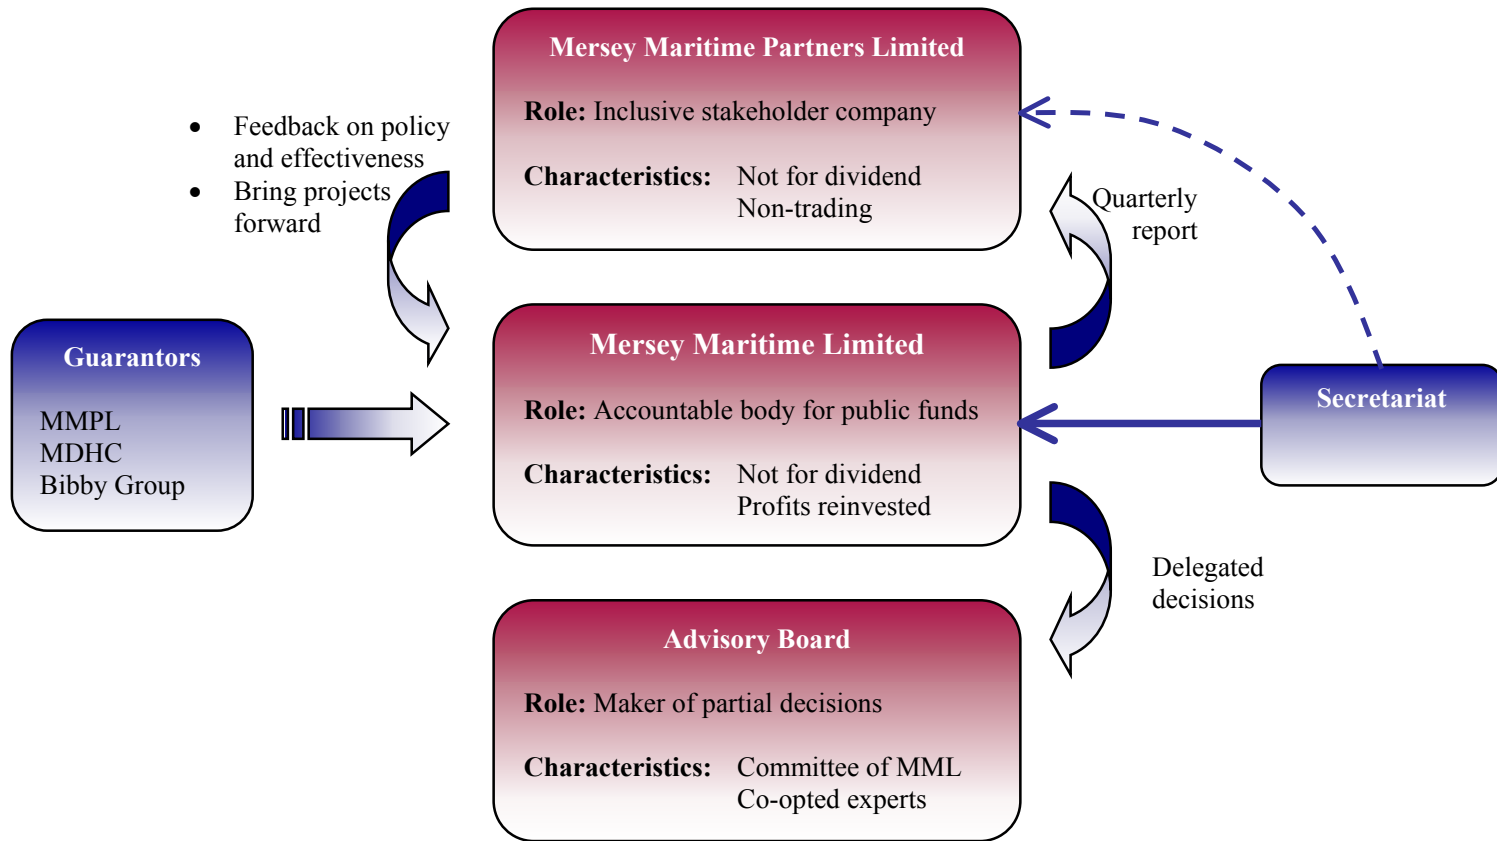 Mersey Maritime Partners Limited
Role: Inclusive stakeholder company
Characteristics: Not for dividend
Non-trading
• Feedback on policy
and effectiveness
• Bring projects
forward
Quarterly
report
Guarantors
MMPL
MDHC
Bibby Group
Mersey Maritime Limited
Role: Accountable body for public funds
Characteristics: Not for dividend
Profits reinvested
Secretariat
Delegated
decisions
Advisory Board
Role: Maker of partial decisions
Characteristics: Committee of MML
Co-opted experts